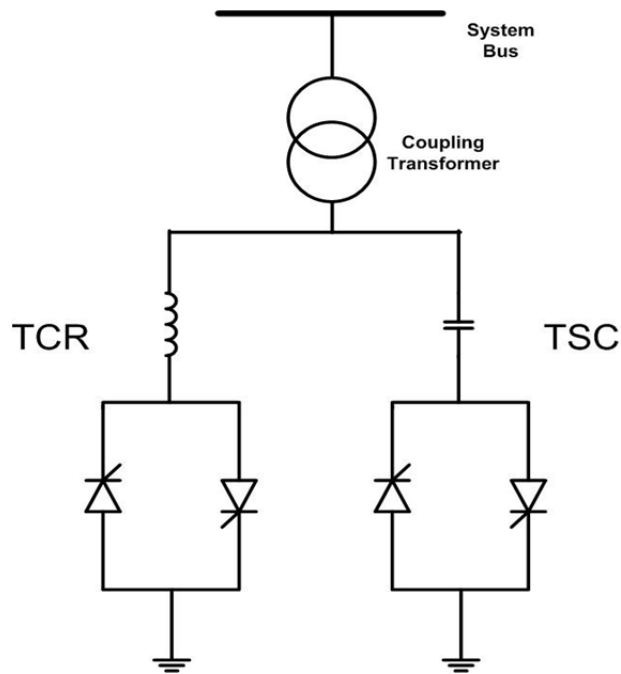 System
Bus
Coupling
Transformer
TCR
TSC